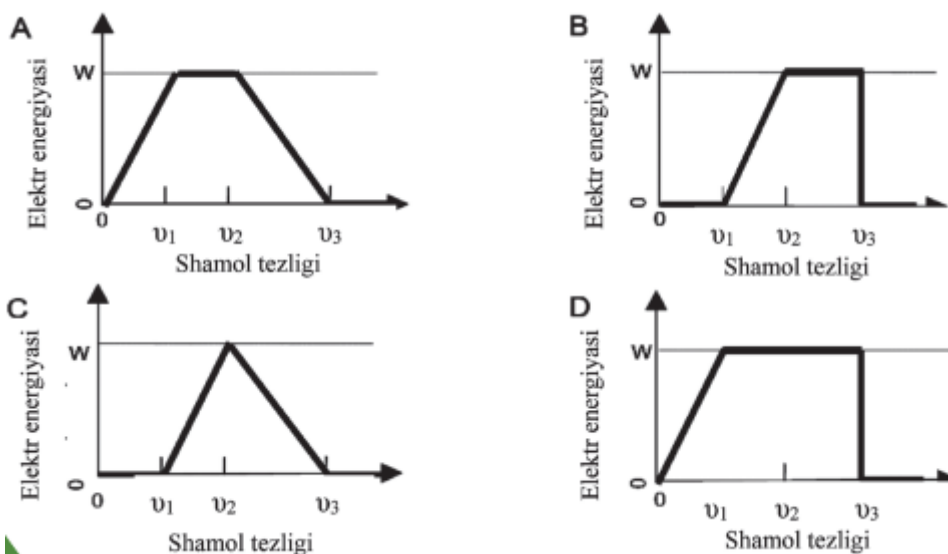 A
Elektr energiyasi
W
0
0
υ1
υ2
υ3
Shamol tezligi
B
Elektr energiyasi
W
0
0
υ1
υ2
υ3
Shamol tezligi
C
Elektr energiyasi
W
0
0
υ1
υ2
υ3
Shamol tezligi
D
Elektr energiyasi
W
0
0
υ1
υ2
υ3
Shamol tezligi